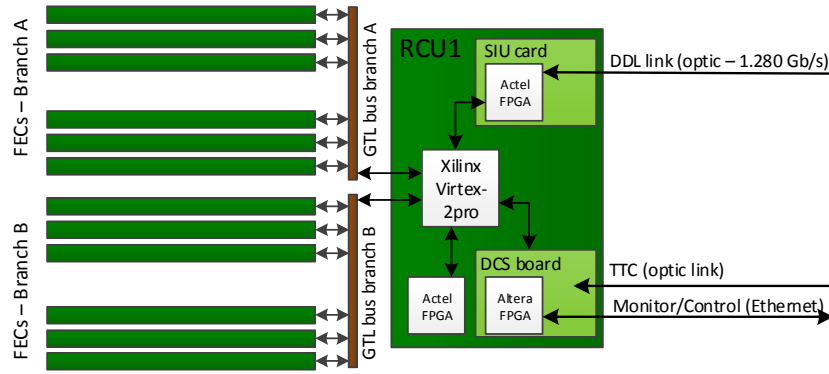 FECs – Branch A
GTL bus branch A
RCU1
SIU card
Actel
FPGA
DDL link (optic – 1.280 Gb/s)
Xilinx
Virtex-
2pro
FECs – Branch B
GTL bus branch B
Actel
FPGA
DCS board
Altera
FPGA
TTC (optic link)
Monitor/Control (Ethernet)